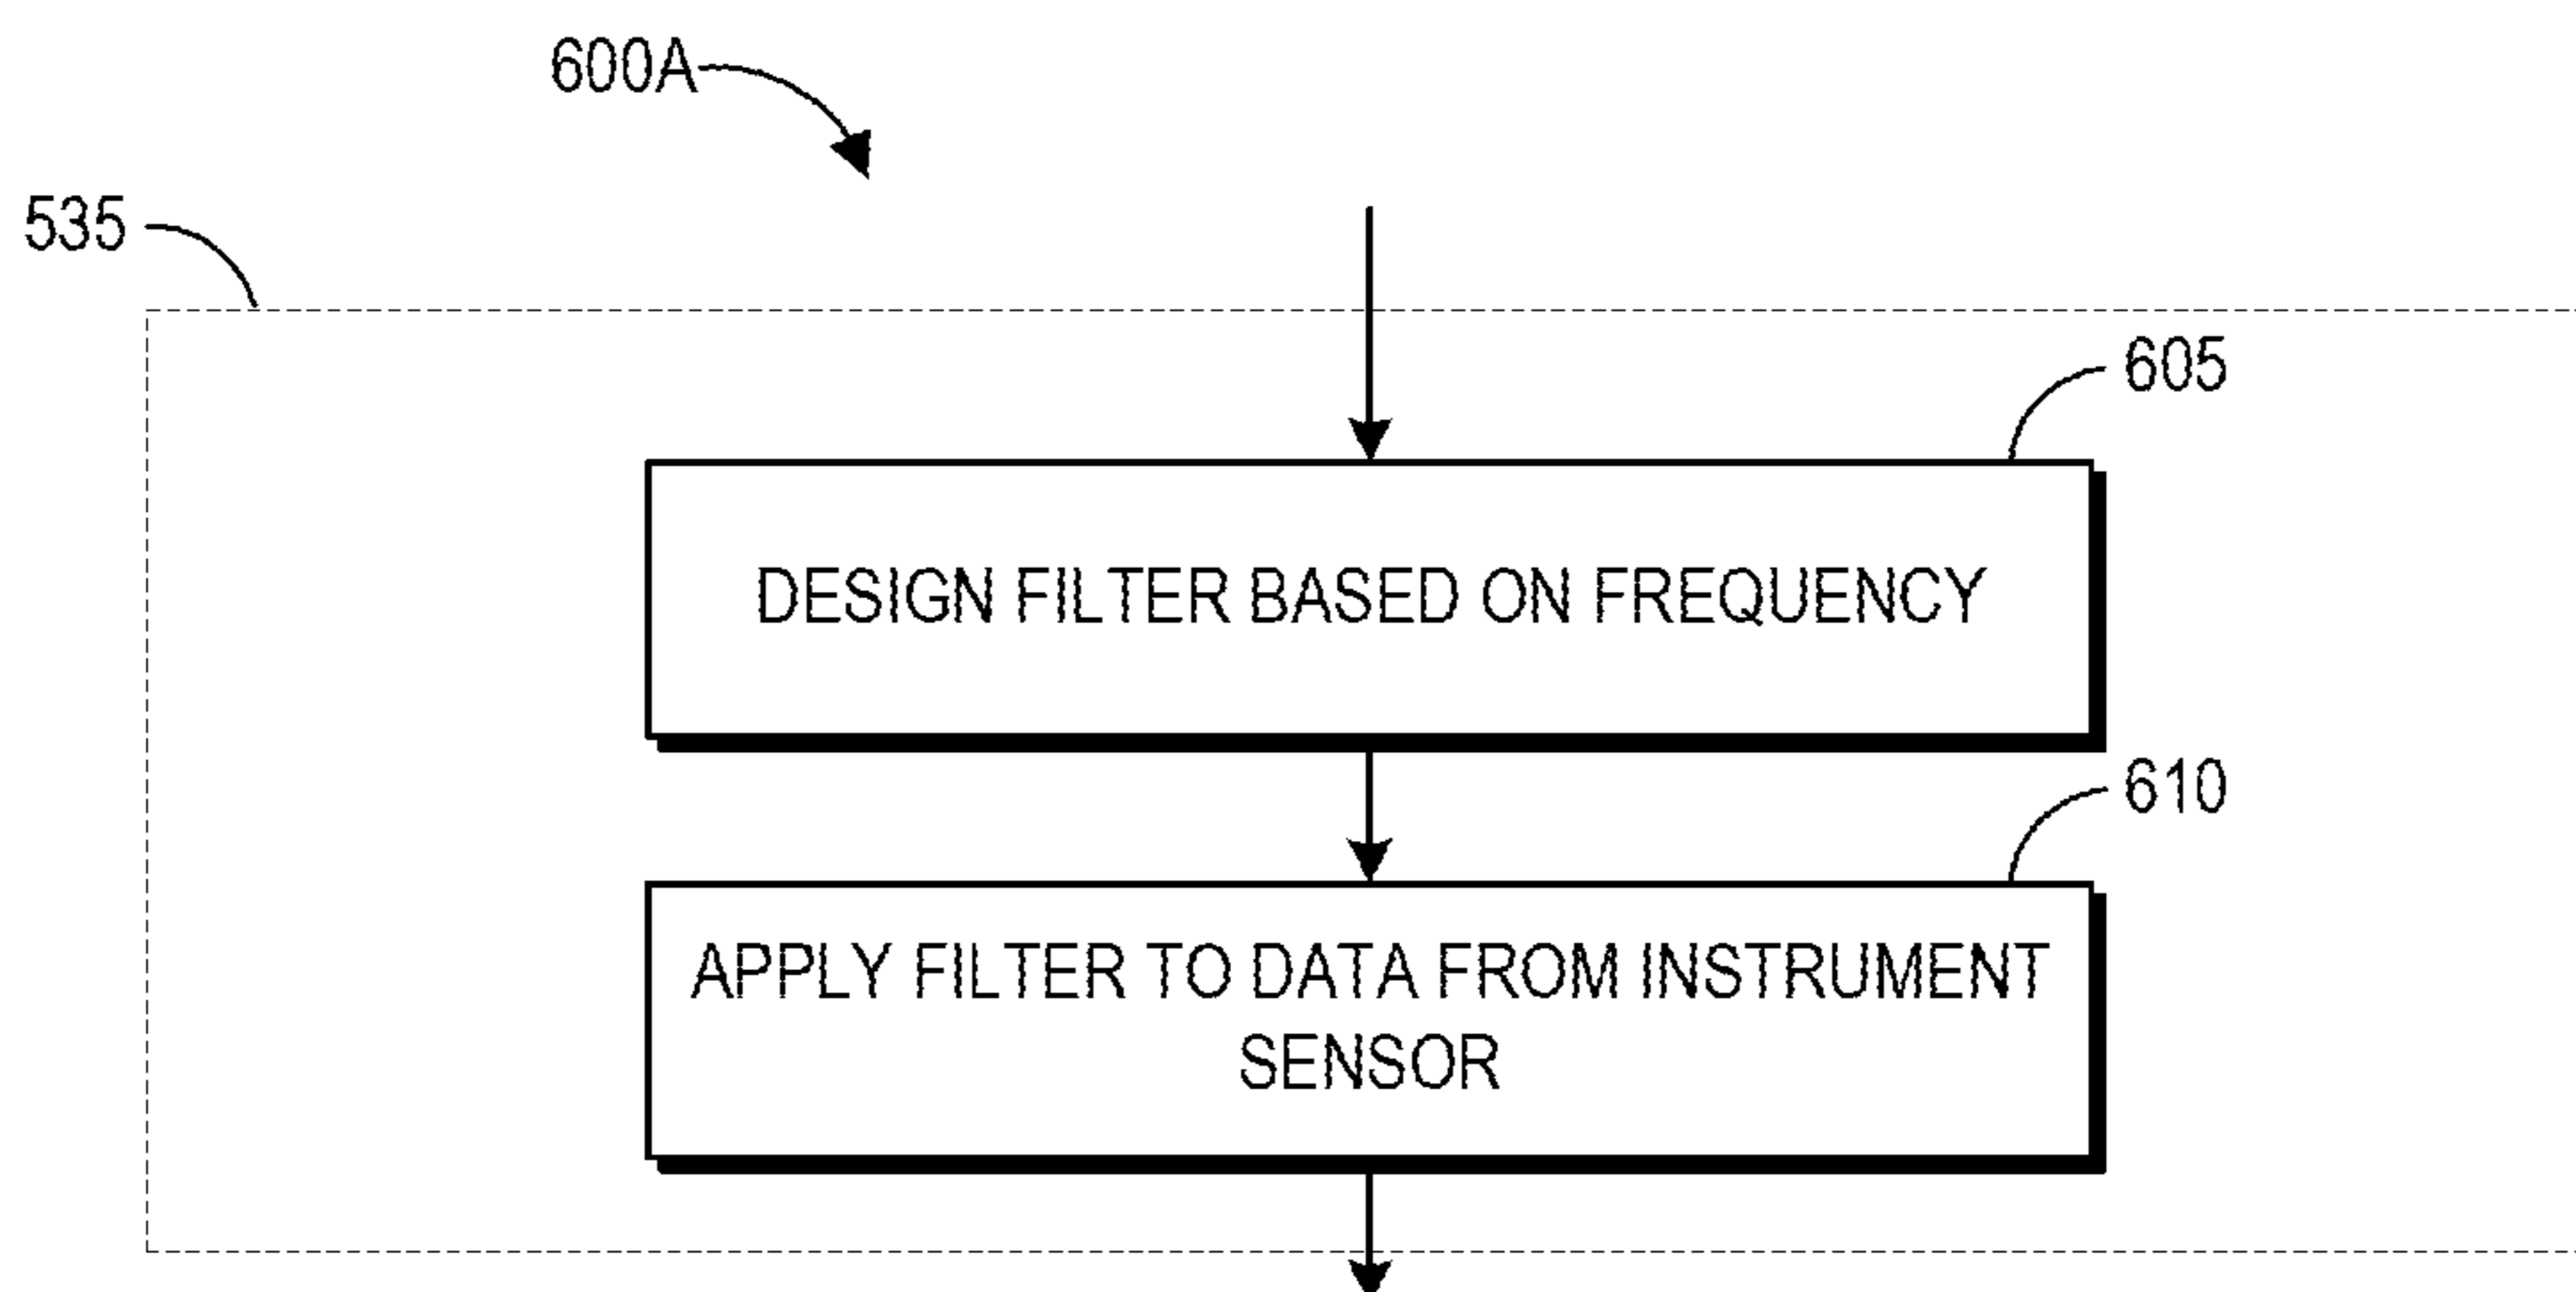 600A
535
605
DESIGN FILTER BASED ON FREQUENCY
610
APPLY FILTER TO DATA FROM INSTRUMENT
SENSOR